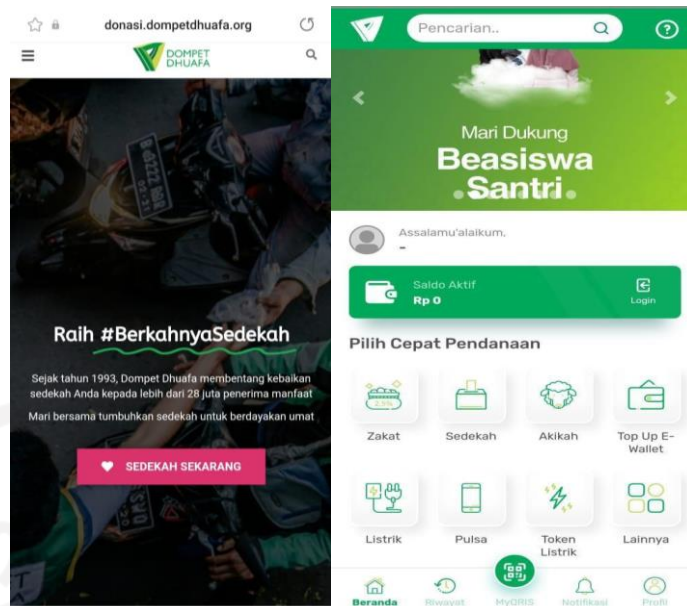 donasi.dompetdhuafa.org
DOMPET
DHUAFA
Raih #BerkahnyaSedekah
Sejak tahun 1993, Dompet Dhuafa membentang kebaikan
sedekah Anda kepada lebih dari 28 juta penerima manfaat
Mari bersama tumbuhkan sedekah untuk berdayakan umat
SEDEKAH SEKARANG
Pencarian..
?
Mari Dukung
Beasiswa
Santri
Assalamu'alaikum,
-
Saldo Aktif
Rp 0
Login
Pilih Cepat Pendanaan
2,5%
Zakat
Sedekah
Akikah
Top Up E-
Wallet
Listrik
Pulsa
Token
Listrik
Lainnya
Beranda
Riwayat
MyQRIS
Notifikasi
Profil